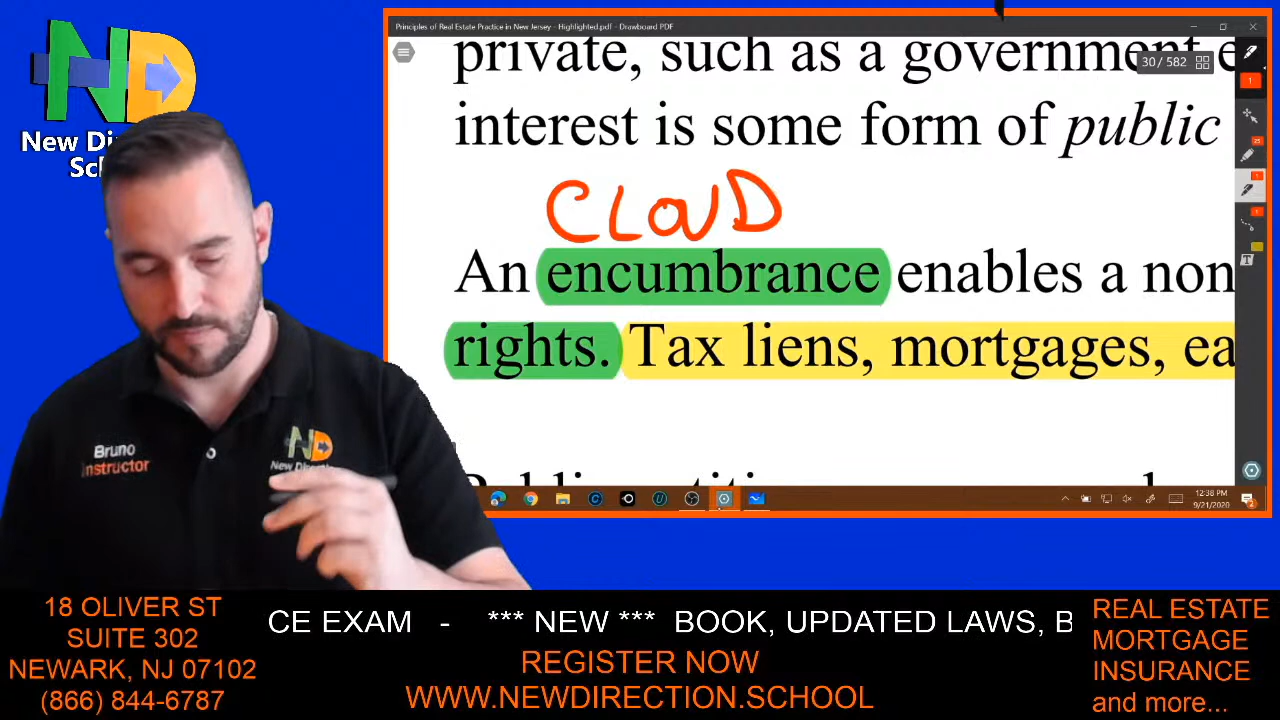 ND
New Di
Sch
Principles of Real Estate Practice in New Jersey - Highlighted.pdf - Drawboard PDF
30 / 582
private, such as a government e
interest is some form of public
CLOUD
An encumbrance enables a non
rights. Tax liens, mortgages, ea
12:38 PM
9/21/2020
Bruno
Instructor
ND
18 OLIVER ST
SUITE 302
NEWARK, NJ 07102
(866) 844-6787
CE EXAM - *** NEW *** BOOK, UPDATED LAWS, B
REGISTER NOW
WWW.NEWDIRECTION.SCHOOL
REAL ESTATE
MORTGAGE
INSURANCE
and more...